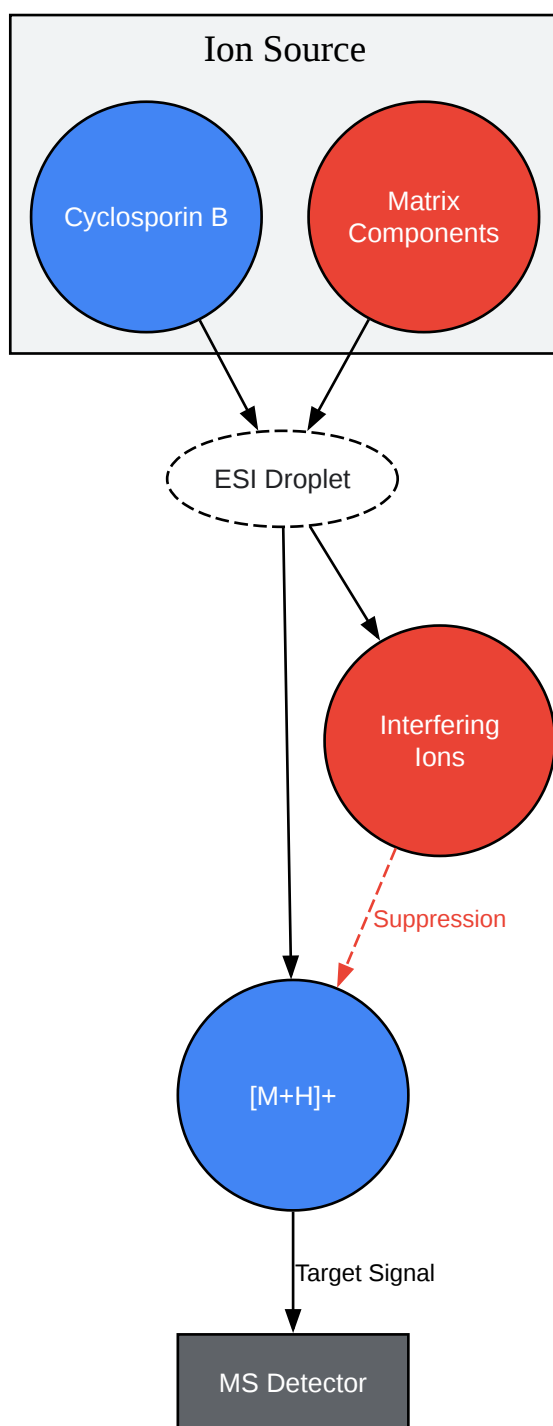 Ion Source
Cyclosporin B
Matrix
Components
ESI Droplet
Interfering
Ions
Suppression
[M+H]+
Target Signal
MS Detector